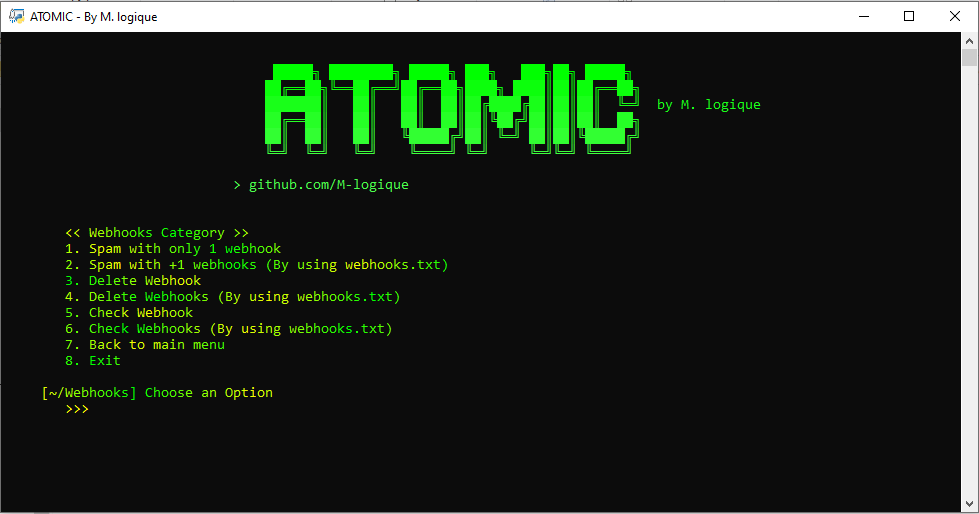 ATOMIC - By M. logique
ATOMIC
by M. logique
> github.com/M-logique
<< Webhooks Category >>
1. Spam with only 1 webhook
2. Spam with +1 webhooks (By using webhooks.txt)
3. Delete Webhook
4. Delete Webhooks (By using webhooks.txt)
5. Check Webhook
6. Check Webhooks (By using webhooks.txt)
7. Back to main menu
8. Exit
[~/Webhooks] Choose an Option
>>>